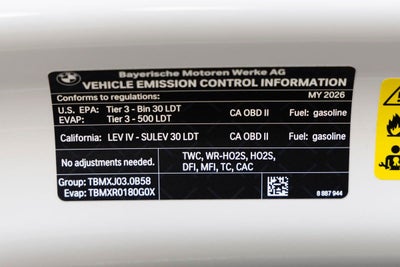 Bayerische Motoren Werke AG
VEHICLE EMISSION CONTROL INFORMATION
Conforms to regulations: MY 2026
U.S. EPA: Tier 3 - Bin 30 LDT CA OBD II Fuel: gasoline
EVAP: Tier 3 - 500 LDT
California: LEV IV - SULEV 30 LDT CA OBD II Fuel: gasoline
No adjustments needed.
TWC, WR-HO2S, HO2S,
DFI, MFI, TC, CAC
Group: TBMXJ03.0B58
Evap: TBMXR0180G0X
8 887 944